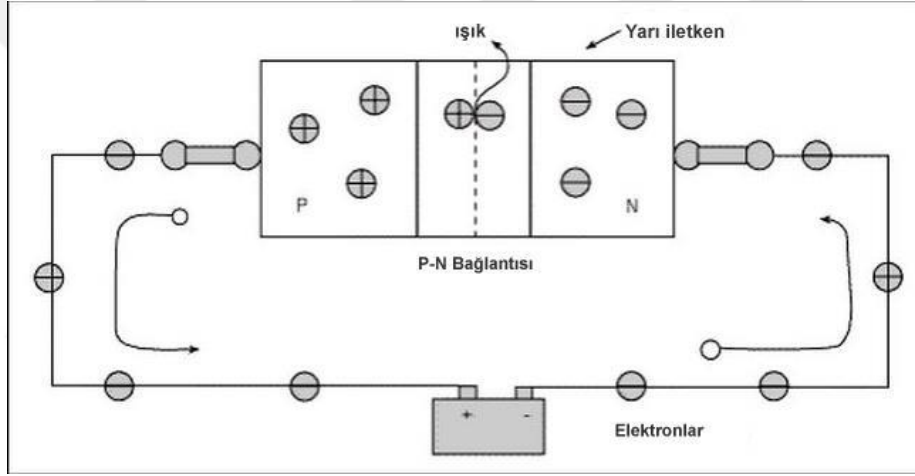 ışık
Yarı iletken
P
N
P-N Bağlantısı
+ -
Elektronlar